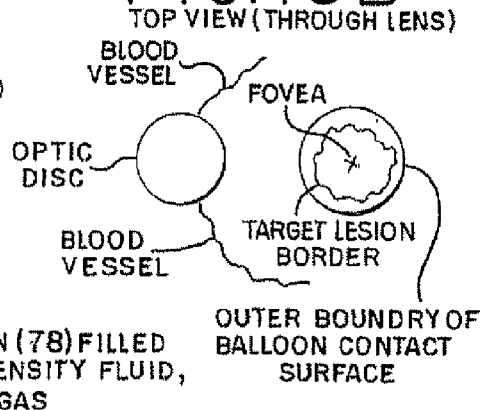 TOP VIEW (THROUGH LENS)
BLOOD
VESSEL
FOVEA
OPTIC
DISC
TARGET LESION
BORDER
BLOOD
VESSEL
OUTER BOUNDRY OF
BALLOON CONTACT
SURFACE
(78) FILLED
FLUID,
GAS